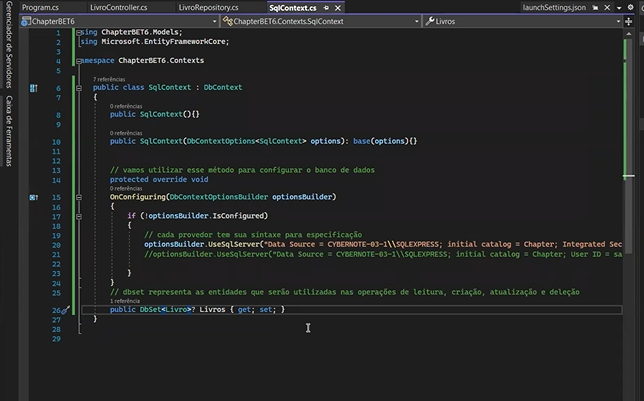 Program.cs LivroController.cs LivroRepository.cs SqlContext.cs launchSettings.json
Gerenciador de Servidores
Caixa de Ferramentas
ChapterBET6 ChapterBET6.Contexts.SqlContext Livros
1 using ChapterBET6.Models;
2 using Microsoft.EntityFrameworkCore;
3
4 namespace ChapterBET6.Contexts
5
7 referências
6 public class SqlContext : DbContext
7 {
0 referências
8 public SqlContext(){}
9
0 referências
10 public SqlContext(DbContextOptions<SqlContext> options): base(options){}
11
12
13 // vamos utilizar esse método para configurar o banco de dados
14 protected override void
0 referências
15 OnConfiguring(DbContextOptionsBuilder optionsBuilder)
16 {
17 if (!optionsBuilder.IsConfigured)
18 {
19 // cada provedor tem sua sintaxe para especificação
20 optionsBuilder.UseSqlServer("Data Source = CYBERNOTE-03-1\\SQLEXPRESS; initial catalog = Chapter; Integrated Sec
21 //optionsBuilder.UseSqlServer("Data Source = CYBERNOTE-03-1\\SQLEXPRESS; initial catalog = Chapter; User ID = sa
22
23 }
24 }
25 // dbset representa as entidades que serão utilizadas nas operações de leitura, criação, atualização e deleção
1 referência
26 public DbSet<Livro>? Livros { get; set; }
27 }
28
29